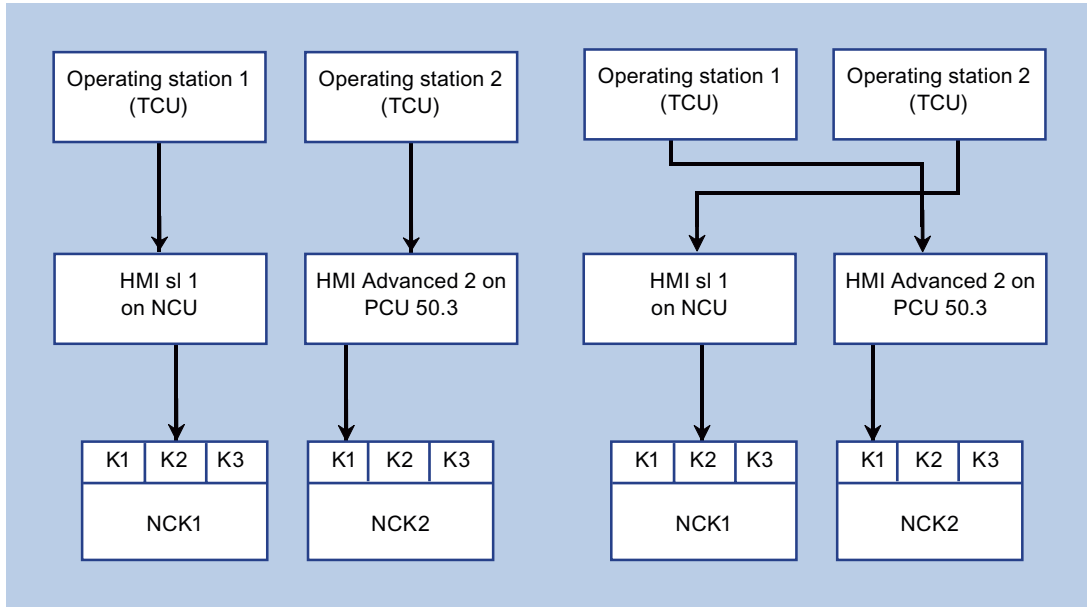 Operating station 1
(TCU)
Operating station 2
(TCU)
Operating station 1
(TCU)
Operating station 2
(TCU)
HMI sl 1
on NCU
HMI Advanced 2 on
PCU 50.3
HMI sl 1
on NCU
HMI Advanced 2 on
PCU 50.3
K1 K2 K3
NCK1
K1 K2 K3
NCK2
K1 K2 K3
NCK1
K1 K2 K3
NCK2